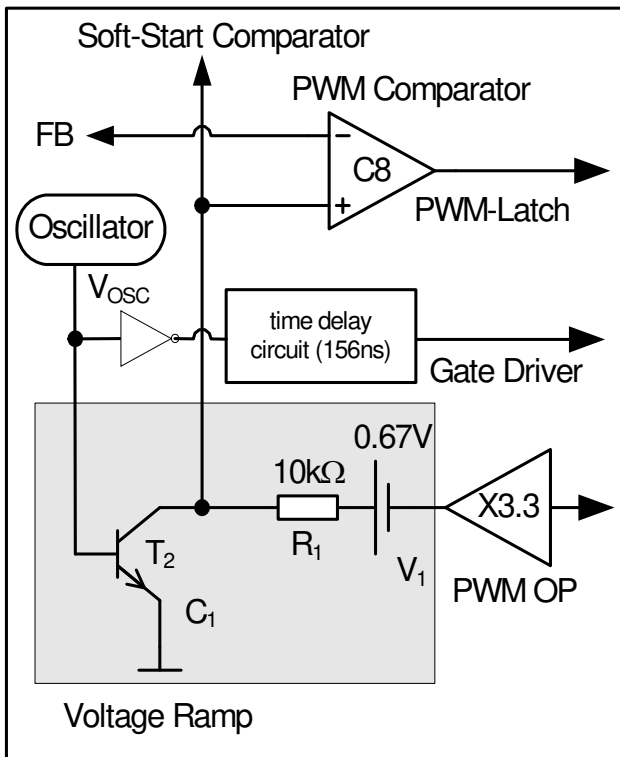 Soft-Start Comparator
PWM Comparator
FB
C8
PWM-Latch
Oscillator
VOSC
time delay
circuit (156ns)
Gate Driver
0.67V
10kΩ
X3.3
T2
R1
V1
PWM OP
C1
Voltage Ramp